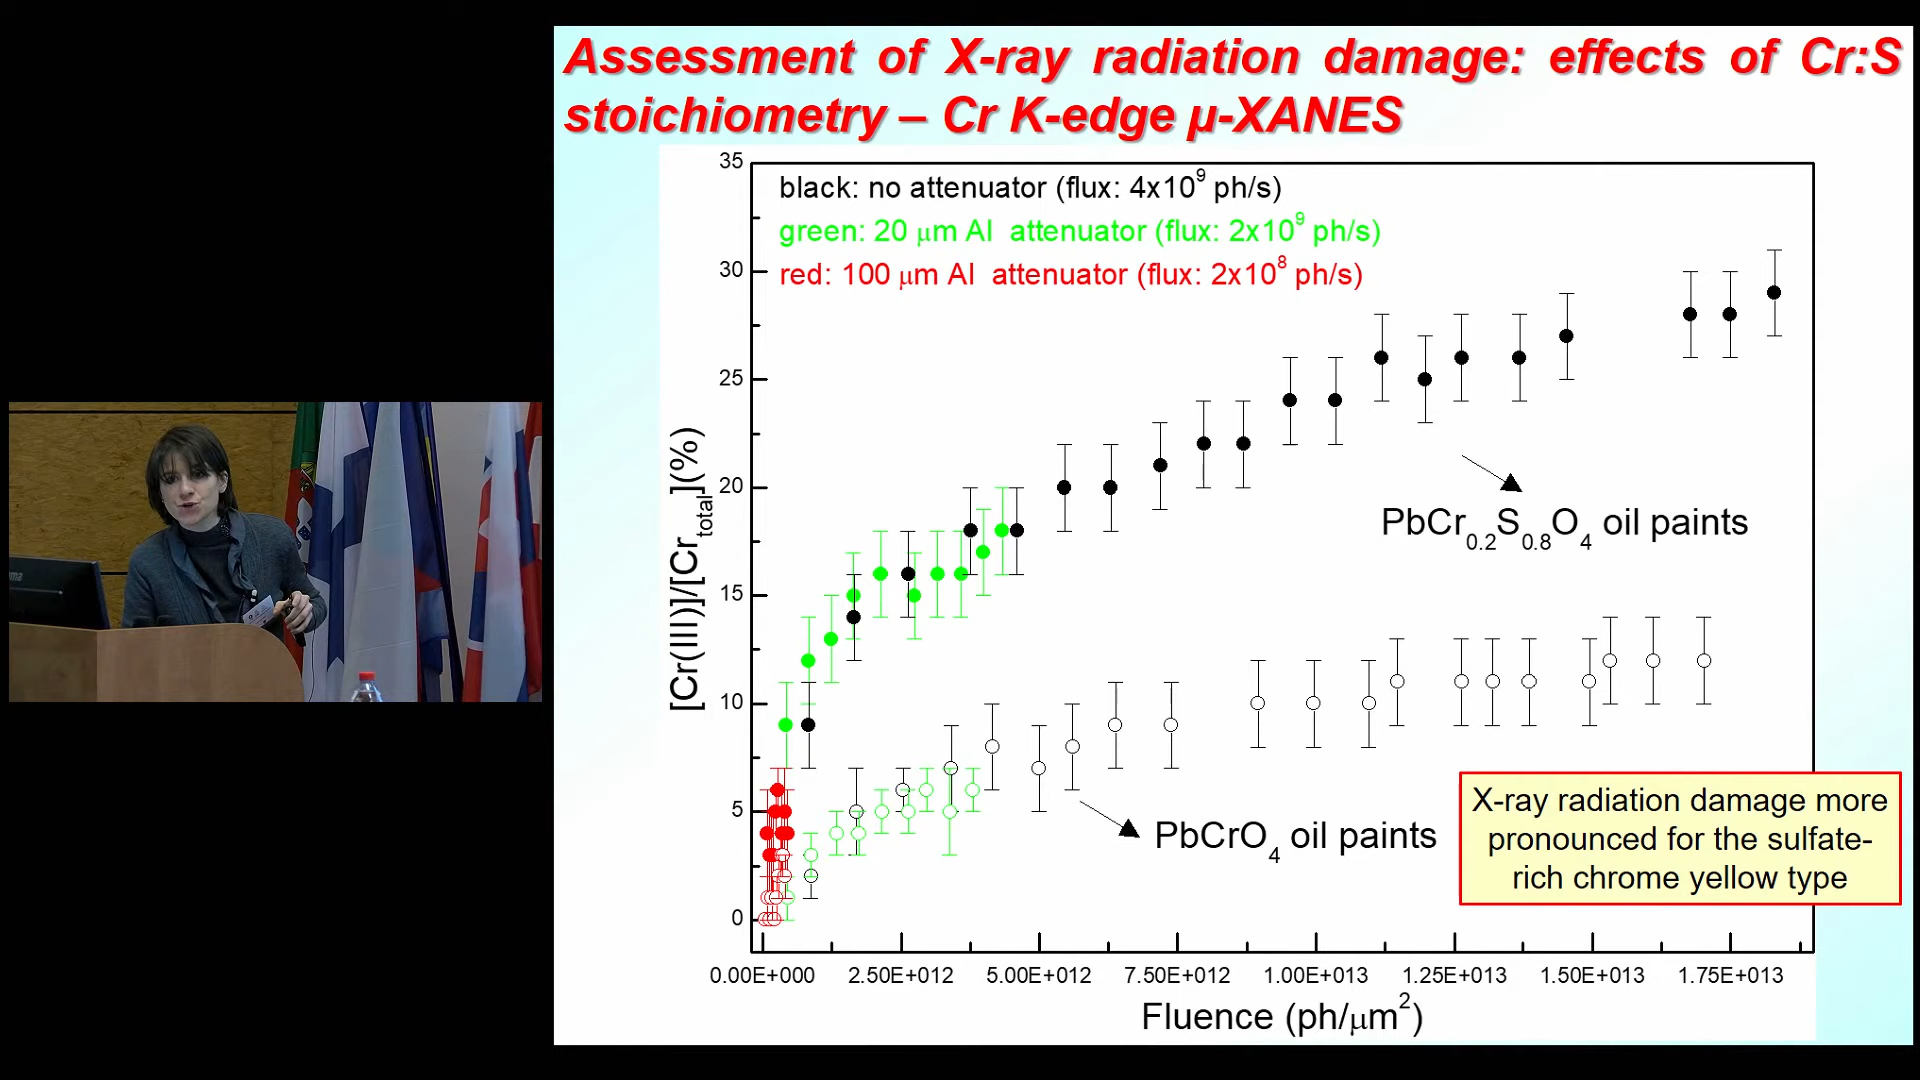 Assessment of X-ray radiation damage: effects of Cr:S
stoichiometry – Cr K-edge µ-XANES
black: no attenuator (flux: 4x10⁹ ph/s)
green: 20 µm Al attenuator (flux: 2x10⁹ ph/s)
red: 100 µm Al attenuator (flux: 2x10⁸ ph/s)
35
30
25
20
15
10
5
0
[Cr(III)]/[Cr_total](%)
PbCr₀.₂S₀.₈O₄ oil paints
PbCrO₄ oil paints
X-ray radiation damage more
pronounced for the sulfate-
rich chrome yellow type
0.00E+000 2.50E+012 5.00E+012 7.50E+012 1.00E+013 1.25E+013 1.50E+013 1.75E+013
Fluence (ph/µm²)